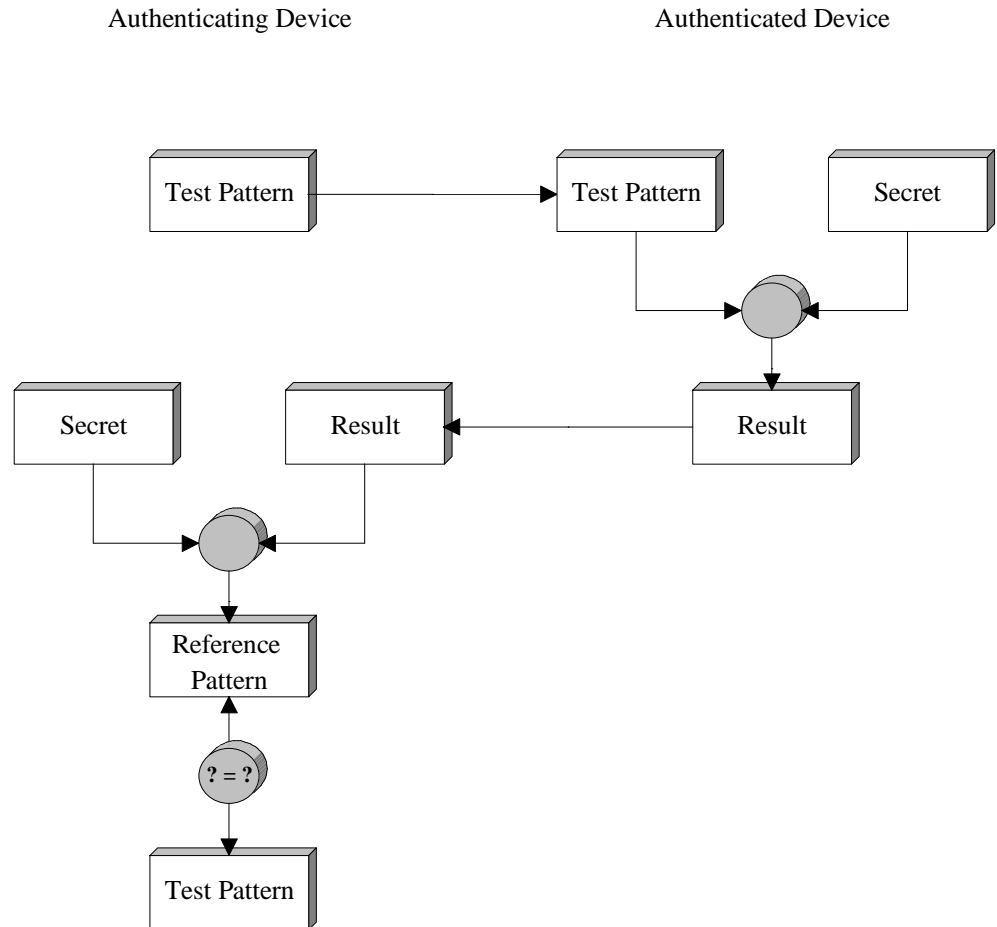 Authenticating Device
Authenticated Device
Test Pattern
Test Pattern
Secret
Secret
Result
Result
Reference
Pattern
? = ?
Test Pattern